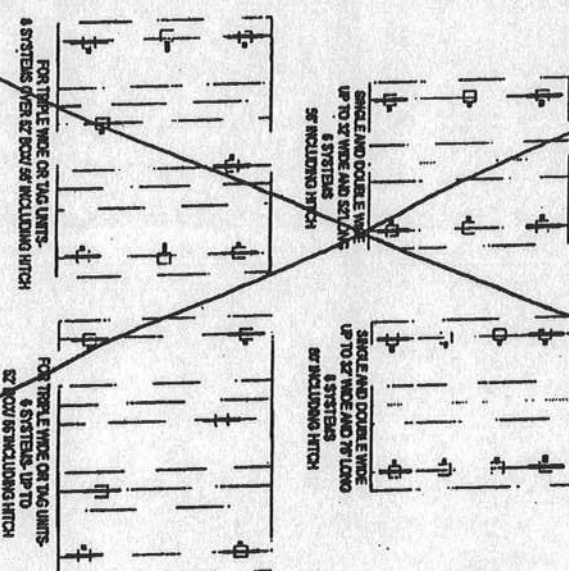 SINGLE AND DOUBLE WIDE
UP TO 32' WIDE AND 52' LONG
6 SYSTEMS
56' INCLUDING HITCH
SINGLE AND DOUBLE WIDE
UP TO 32' WIDE AND 76' LONG
8 SYSTEMS
80' INCLUDING HITCH
FOR TRIPLE WIDE OR TAG UNITS-
8 SYSTEMS OVER 52' BOX/ 56 INCLUDING HITCH
FOR TRIPLE WIDE OR TAG UNITS-
6 SYSTEMS- UP TO
52' BOX/ 56 INCLUDING HITCH